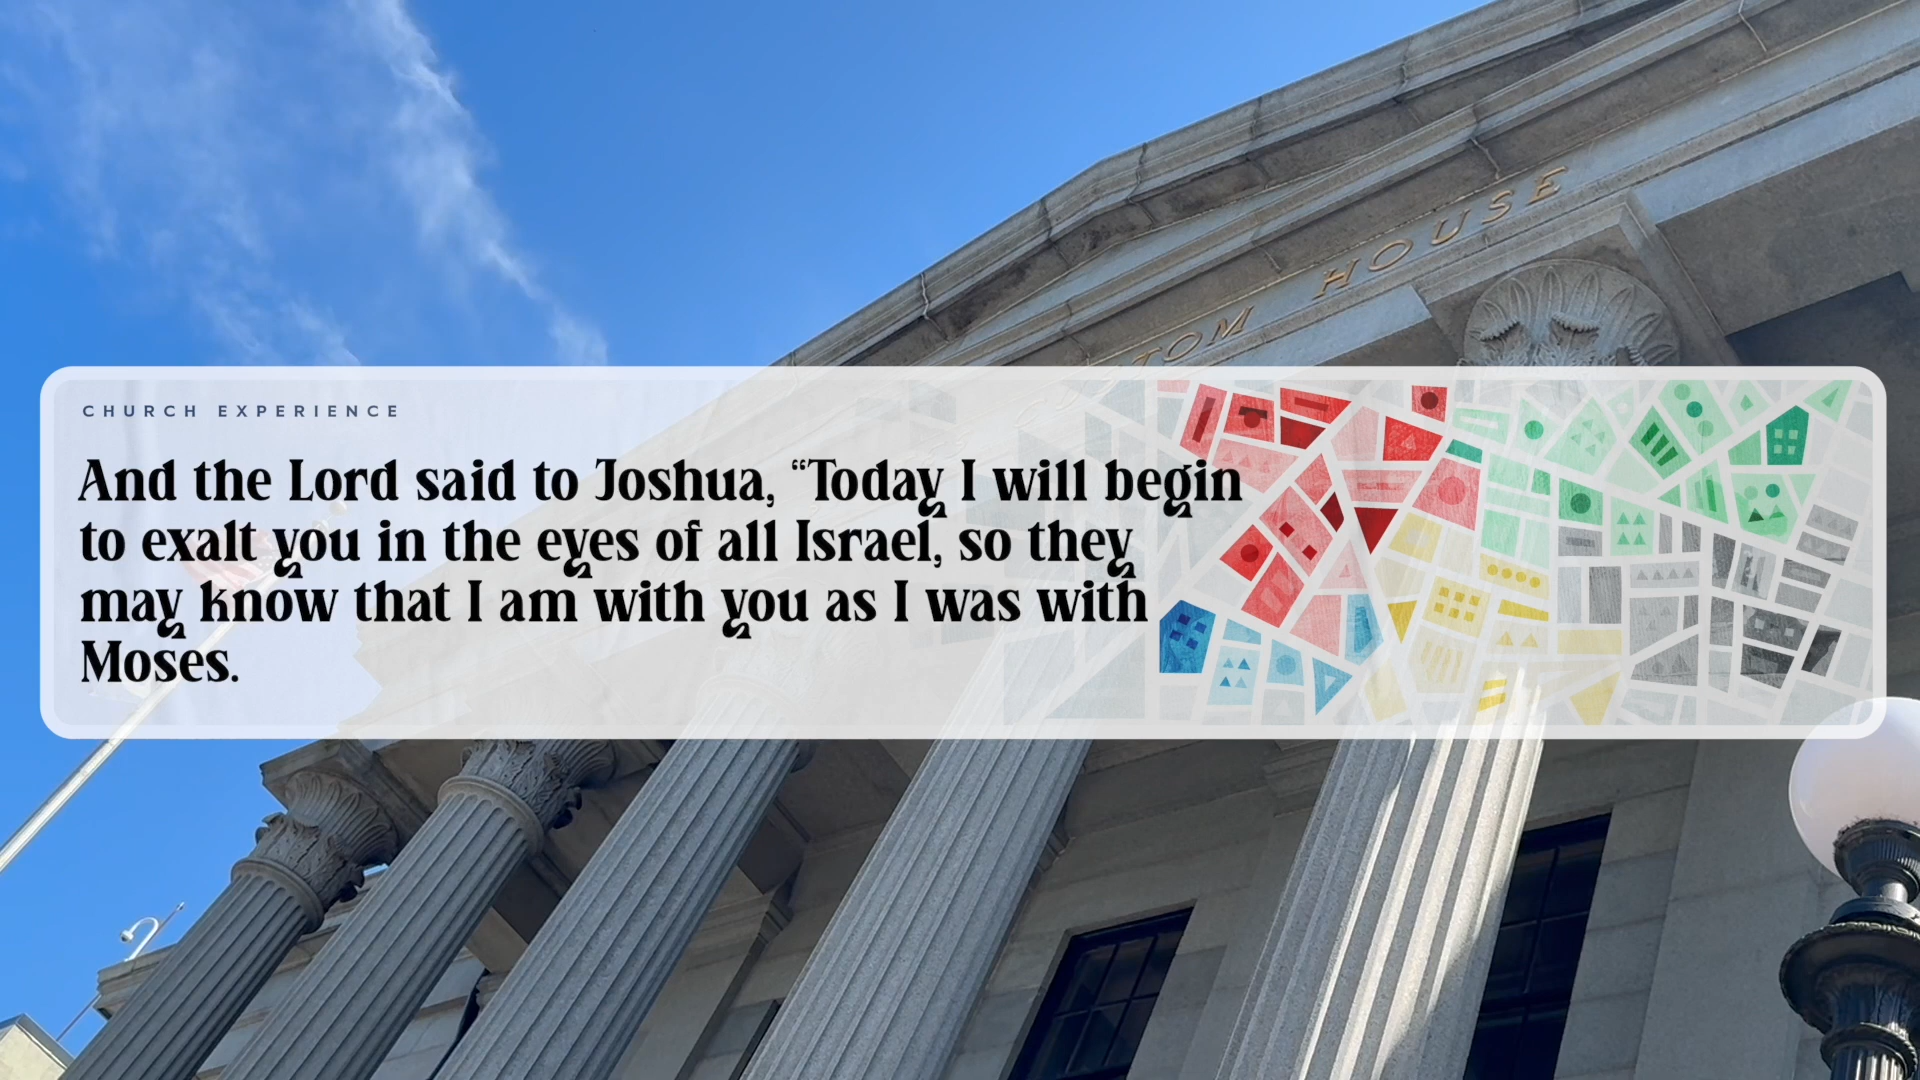 TOM HOUSE
CHURCH EXPERIENCE
And the Lord said to Joshua, “Today I will begin
to exalt you in the eyes of all Israel, so they
may know that I am with you as I was with
Moses.